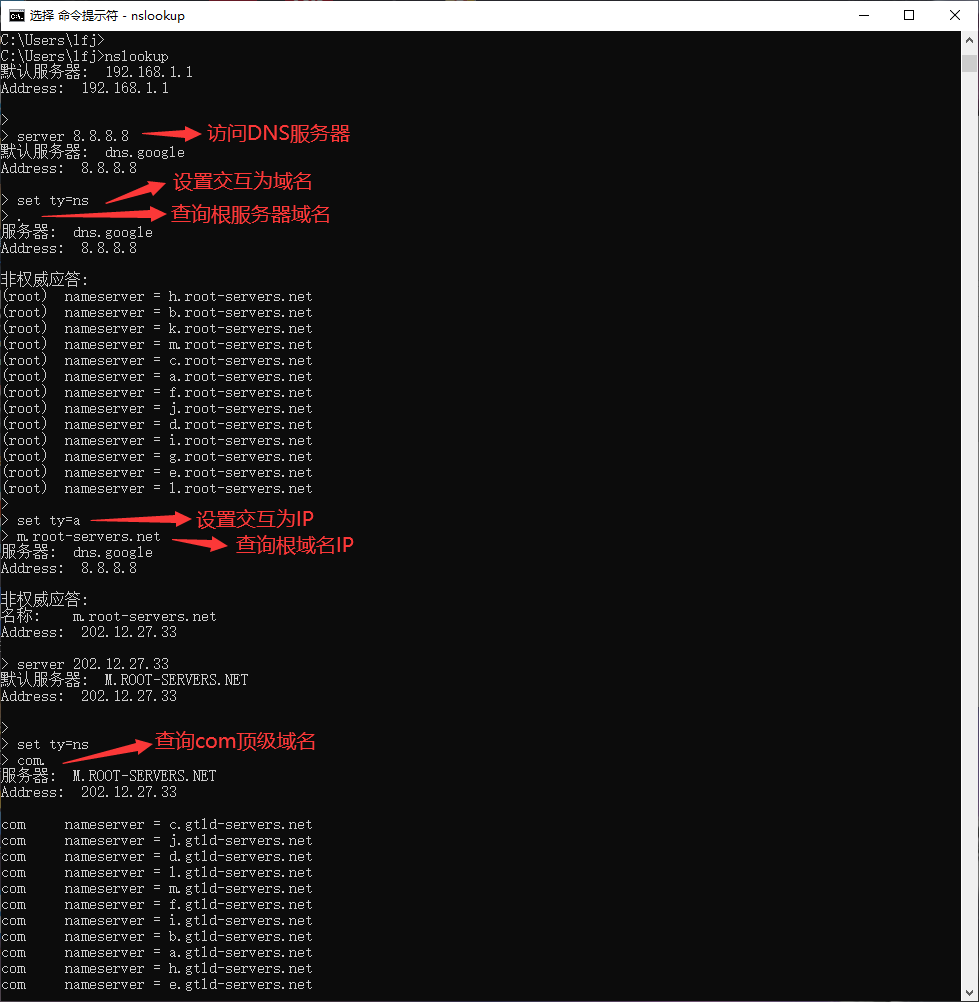 选择 命令提示符 - nslookup
C:\Users\lfj>
C:\Users\lfj>nslookup
默认服务器:  192.168.1.1
Address:  192.168.1.1
>
> server 8.8.8.8 访问DNS服务器
默认服务器:  dns.google
Address:  8.8.8.8
设置交互为域名
> set ty=ns
> . 查询根服务器域名
服务器:  dns.google
Address:  8.8.8.8
非权威应答:
(root)  nameserver = h.root-servers.net
(root)  nameserver = b.root-servers.net
(root)  nameserver = k.root-servers.net
(root)  nameserver = m.root-servers.net
(root)  nameserver = c.root-servers.net
(root)  nameserver = a.root-servers.net
(root)  nameserver = f.root-servers.net
(root)  nameserver = j.root-servers.net
(root)  nameserver = d.root-servers.net
(root)  nameserver = i.root-servers.net
(root)  nameserver = g.root-servers.net
(root)  nameserver = e.root-servers.net
(root)  nameserver = l.root-servers.net
>
> set ty=a 设置交互为IP
> m.root-servers.net 查询根域名IP
服务器:  dns.google
Address:  8.8.8.8
非权威应答:
名称:    m.root-servers.net
Address:  202.12.27.33
> server 202.12.27.33
默认服务器:  M.ROOT-SERVERS.NET
Address:  202.12.27.33
>
> set ty=ns 查询com顶级域名
> com.
服务器:  M.ROOT-SERVERS.NET
Address:  202.12.27.33
com     nameserver = c.gtld-servers.net
com     nameserver = j.gtld-servers.net
com     nameserver = d.gtld-servers.net
com     nameserver = l.gtld-servers.net
com     nameserver = m.gtld-servers.net
com     nameserver = f.gtld-servers.net
com     nameserver = i.gtld-servers.net
com     nameserver = b.gtld-servers.net
com     nameserver = a.gtld-servers.net
com     nameserver = h.gtld-servers.net
com     nameserver = e.gtld-servers.net